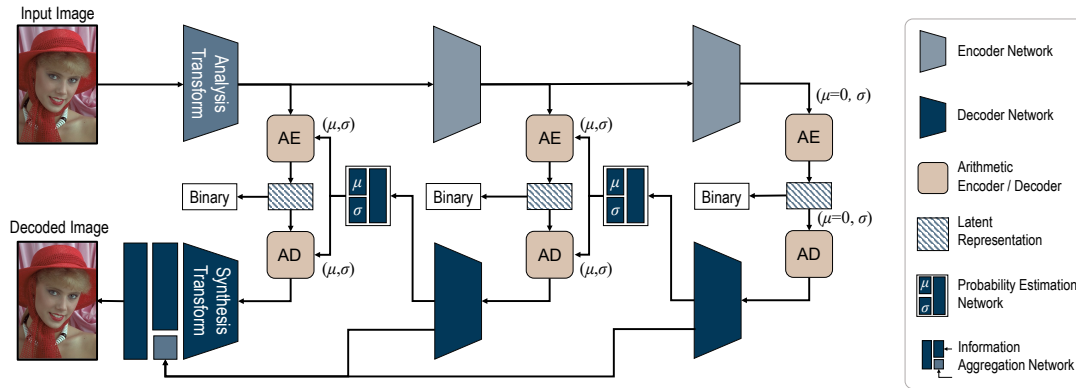 Input Image
Analysis
Transform
AE
(μ,σ)
Binary
μ
σ
AD
(μ,σ)
AE
(μ,σ)
Binary
μ
σ
AD
(μ,σ)
(μ=0, σ)
AE
Binary
(μ=0, σ)
AD
Decoded Image
Synthesis
Transform
Encoder Network
Decoder Network
Arithmetic
Encoder / Decoder
Latent
Representation
μ
σ
Probability Estimation
Network
Information
Aggregation Network